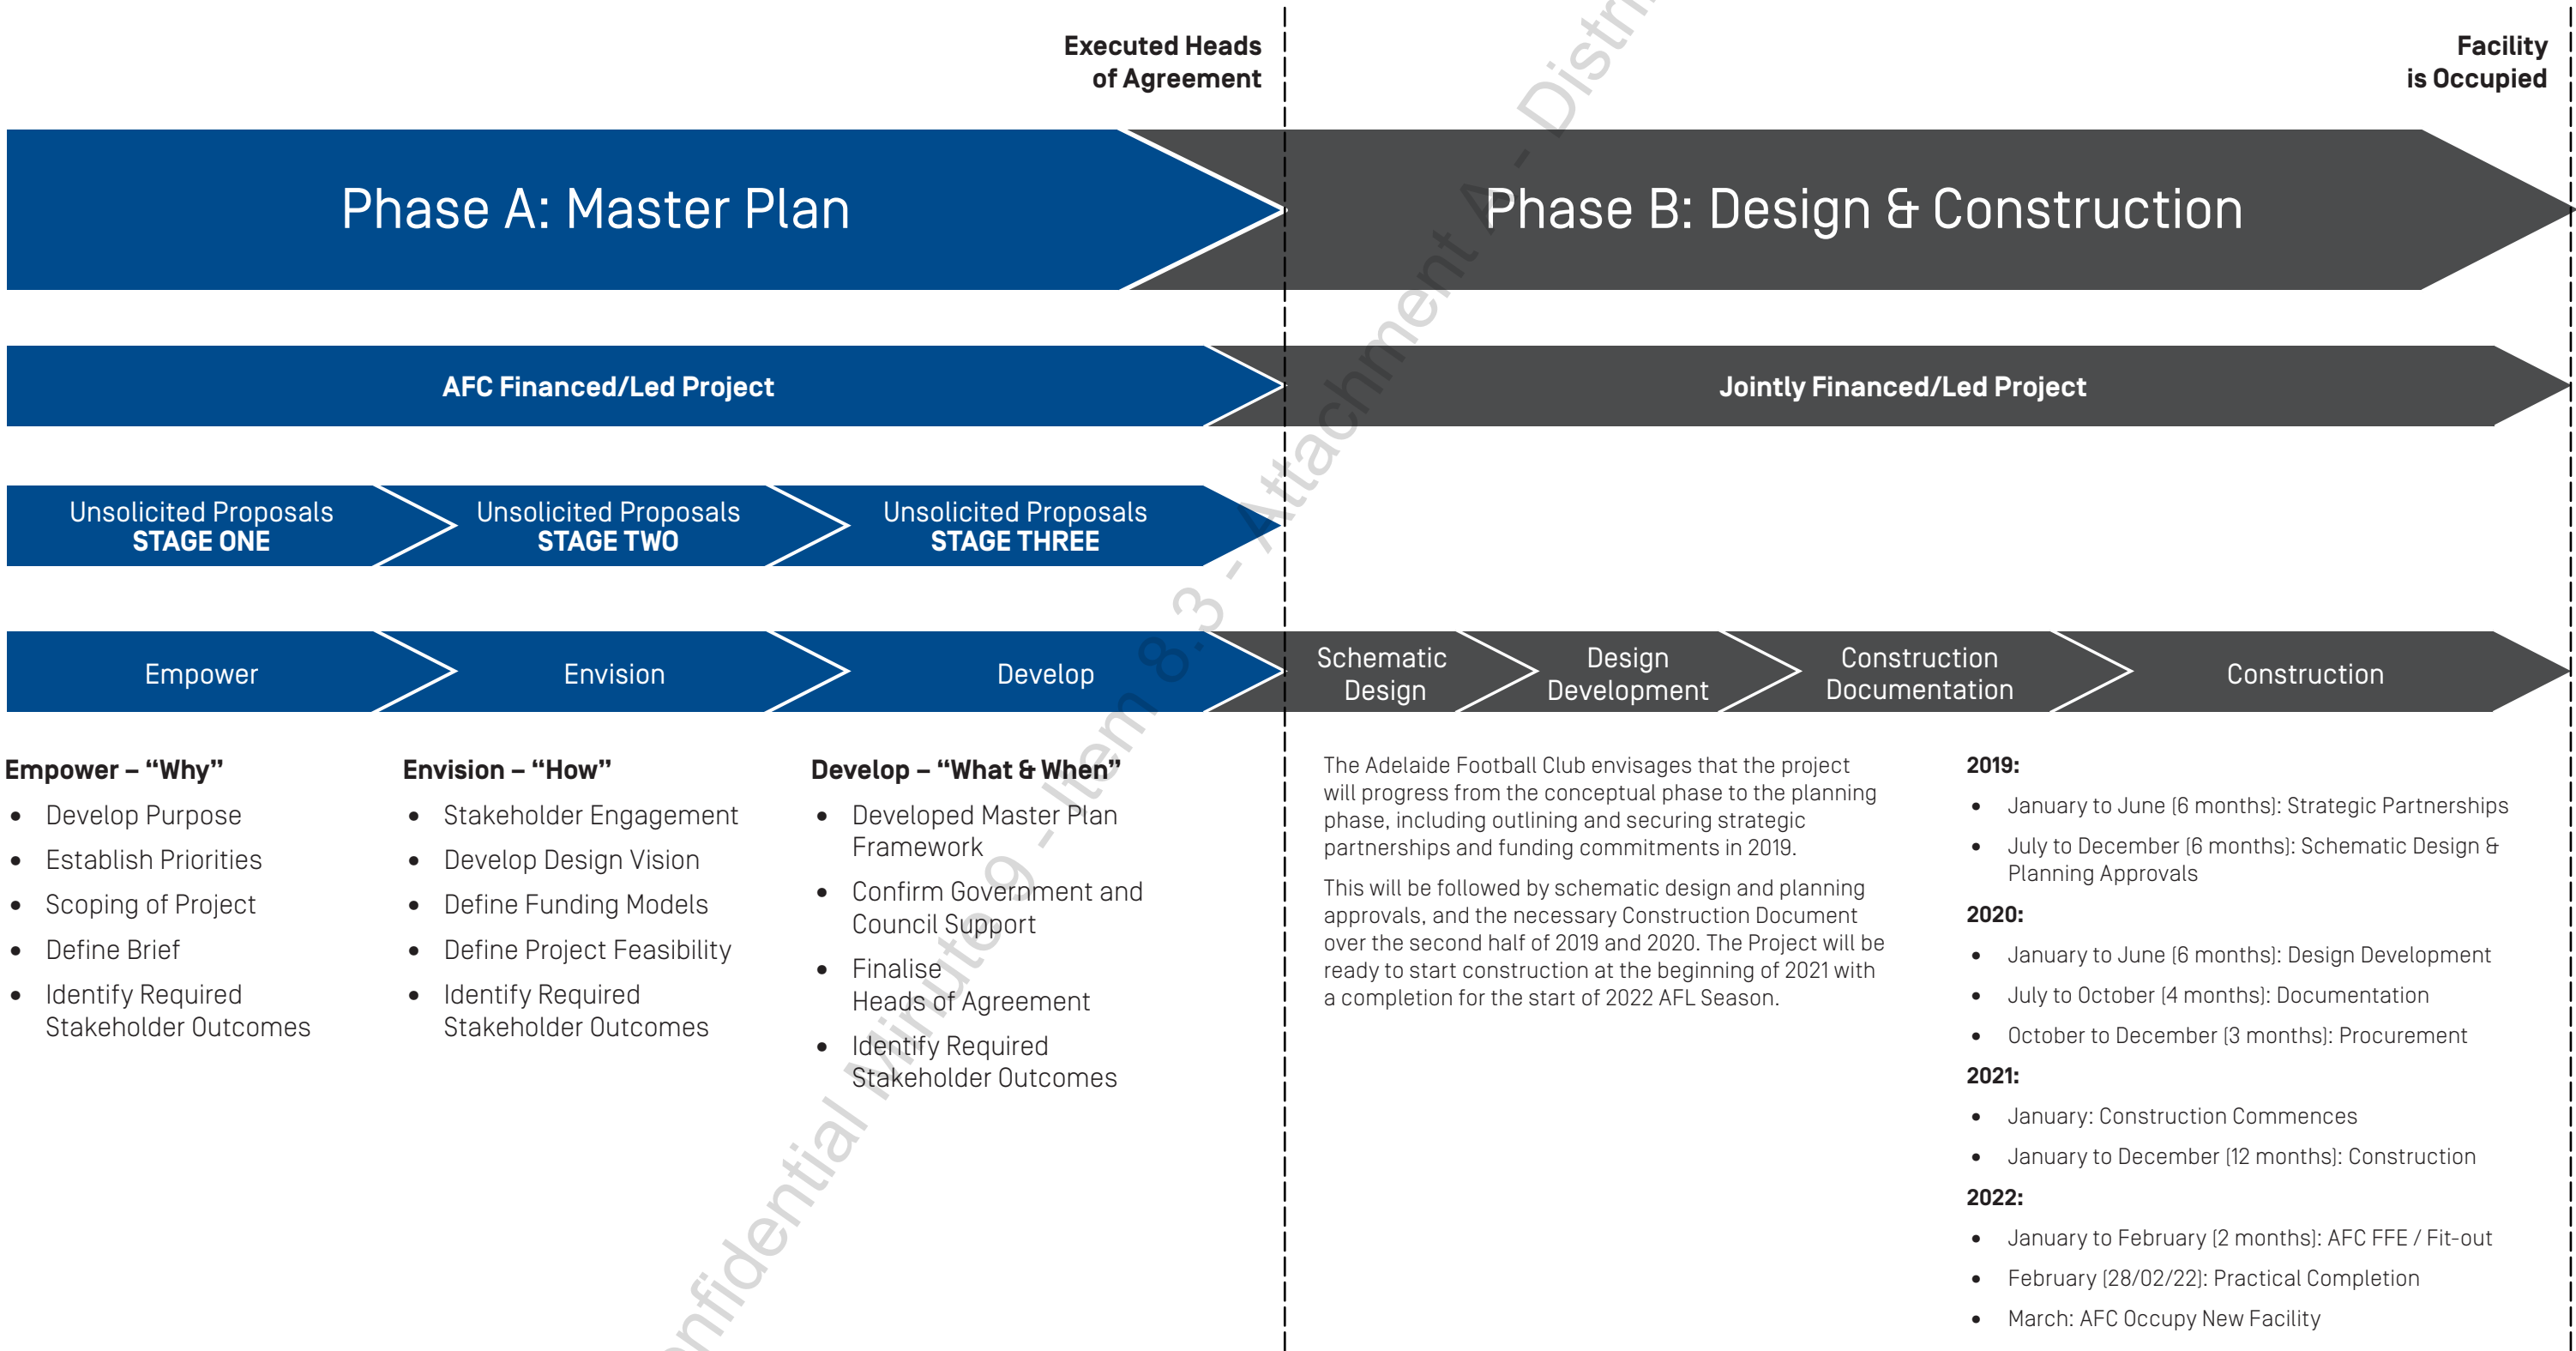 Executed Heads
of Agreement
Facility
is Occupied
Phase A: Master Plan
Phase B: Design & Construction
AFC Financed/Led Project
Jointly Financed/Led Project
Unsolicited Proposals
STAGE ONE
Unsolicited Proposals
STAGE TWO
Unsolicited Proposals
STAGE THREE
Empower
Envision
Develop
Schematic
Design
Design
Development
Construction
Documentation
Construction
Empower – “Why”
• Develop Purpose
• Establish Priorities
• Scoping of Project
• Define Brief
• Identify Required
Stakeholder Outcomes
Envision – “How”
• Stakeholder Engagement
• Develop Design Vision
• Define Funding Models
• Define Project Feasibility
• Identify Required
Stakeholder Outcomes
Develop – “What & When”
• Developed Master Plan
Framework
• Confirm Government and
Council Support
• Finalise
Heads of Agreement
• Identify Required
Stakeholder Outcomes
The Adelaide Football Club envisages that the project
will progress from the conceptual phase to the planning
phase, including outlining and securing strategic
partnerships and funding commitments in 2019.
This will be followed by schematic design and planning
approvals, and the necessary Construction Document
over the second half of 2019 and 2020. The Project will be
ready to start construction at the beginning of 2021 with
a completion for the start of 2022 AFL Season.
2019:
• January to June (6 months): Strategic Partnerships
• July to December (6 months): Schematic Design &
Planning Approvals
2020:
• January to June (6 months): Design Development
• July to October (4 months): Documentation
• October to December (3 months): Procurement
2021:
• January: Construction Commences
• January to December (12 months): Construction
2022:
• January to February (2 months): AFC FFE / Fit-out
• February (28/02/22): Practical Completion
• March: AFC Occupy New Facility
Minute 9 - Item 8.3 - Attachment A -